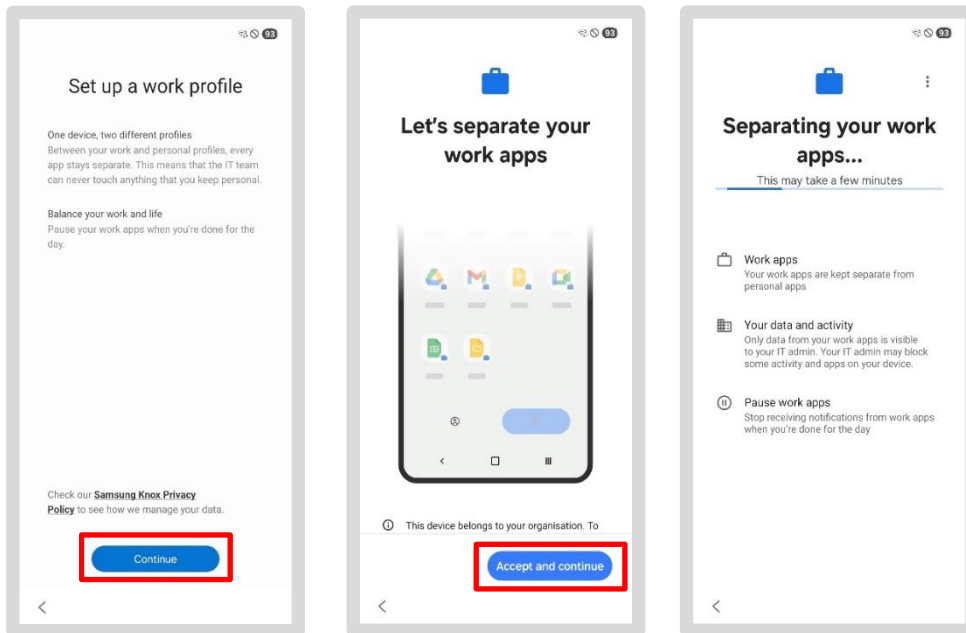 93
Set up a work profile
One device, two different profiles
Between your work and personal profiles, every
app stays separate. This means that the IT team
can never touch anything that you keep personal.
Balance your work and life
Pause your work apps when you're done for the
day.
Check our Samsung Knox Privacy
Policy to see how we manage your data.
Continue
93
Let's separate your
work apps
This device belongs to your organisation. To
Accept and continue
93
Separating your work
apps...
This may take a few minutes
Work apps
Your work apps are kept separate from
personal apps
Your data and activity
Only data from your work apps is visible
to your IT admin. Your IT admin may block
some activity and apps on your device.
Pause work apps
Stop receiving notifications from work apps
when you're done for the day